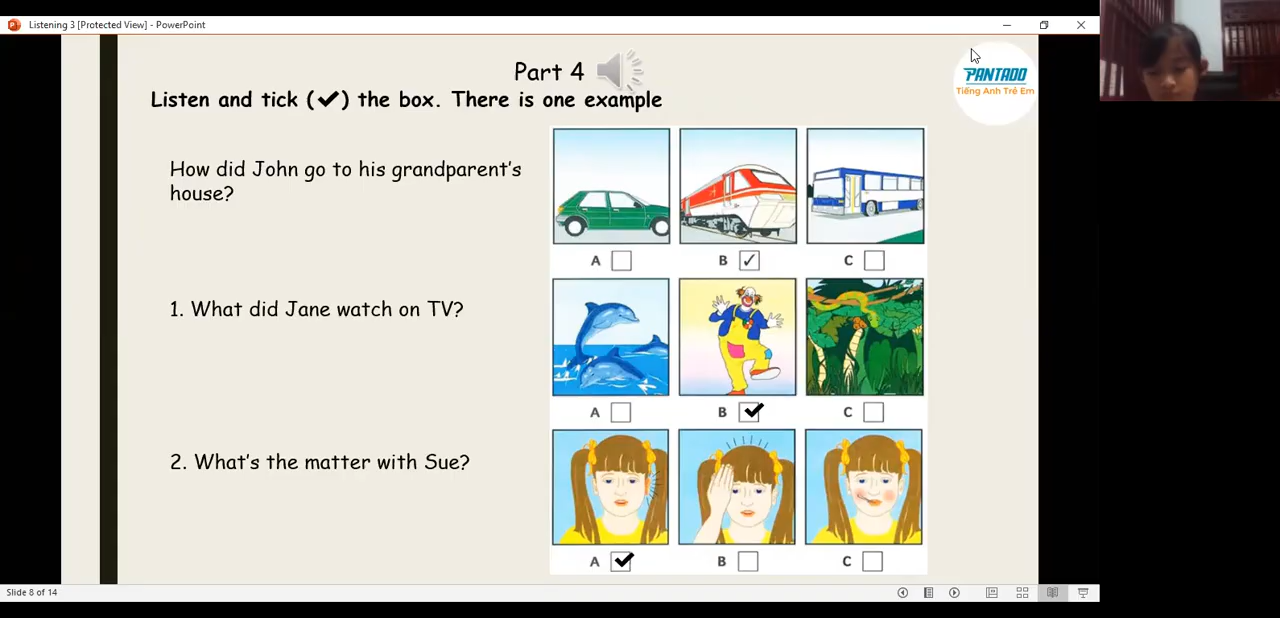 Listening 3 [Protected View] - PowerPoint
Part 4
Listen and tick (✔) the box. There is one example
PANTADO
Tiếng Anh Trẻ Em
How did John go to his grandparent's
house?
A B ✓ C
1. What did Jane watch on TV?
A B ✔ C
2. What's the matter with Sue?
A ✔ B C
Slide 8 of 14